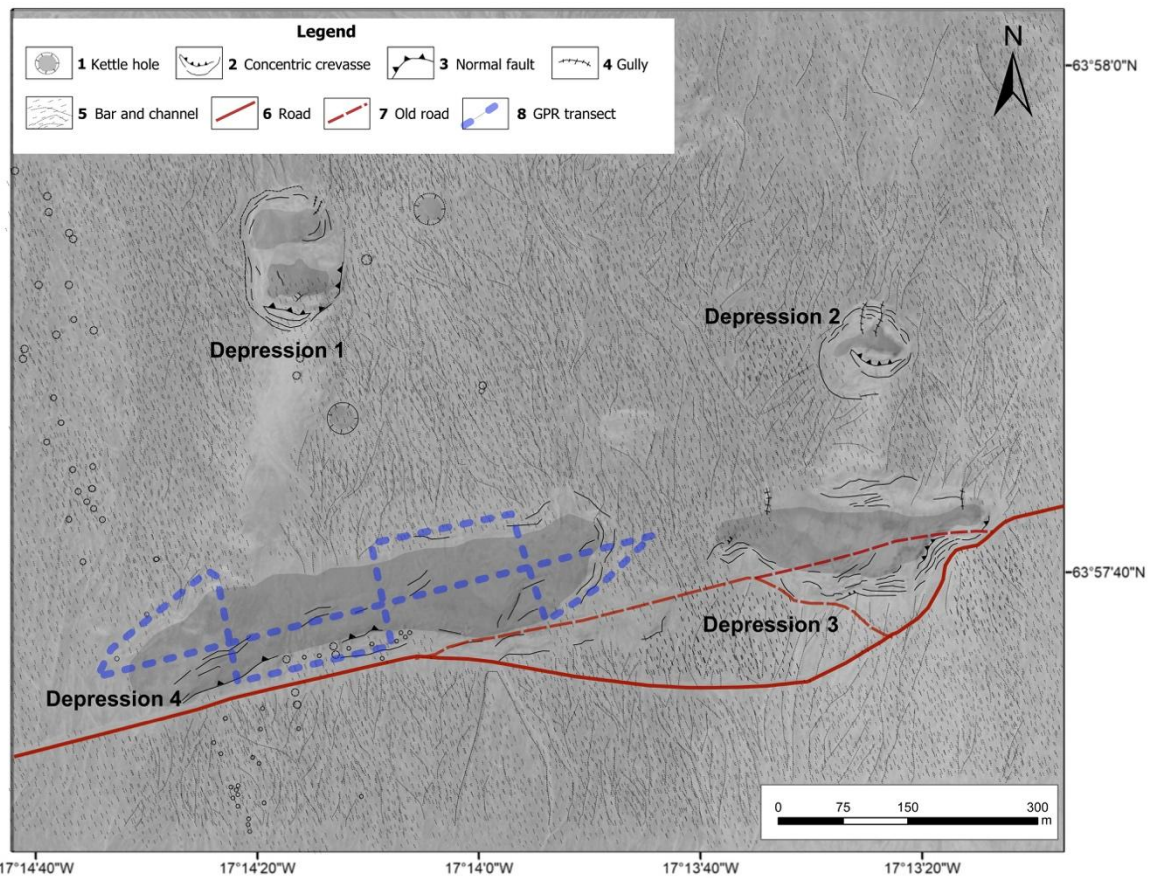 Legend
1 Kettle hole 2 Concentric crevasse 3 Normal fault 4 Gully
5 Bar and channel 6 Road 7 Old road 8 GPR transect
N
63°58'0"N
Depression 2
Depression 1
63°57'40"N
Depression 3
Depression 4
0 75 150 300
m
17°14'40"W 17°14'20"W 17°14'0"W 17°13'40"W 17°13'20"W